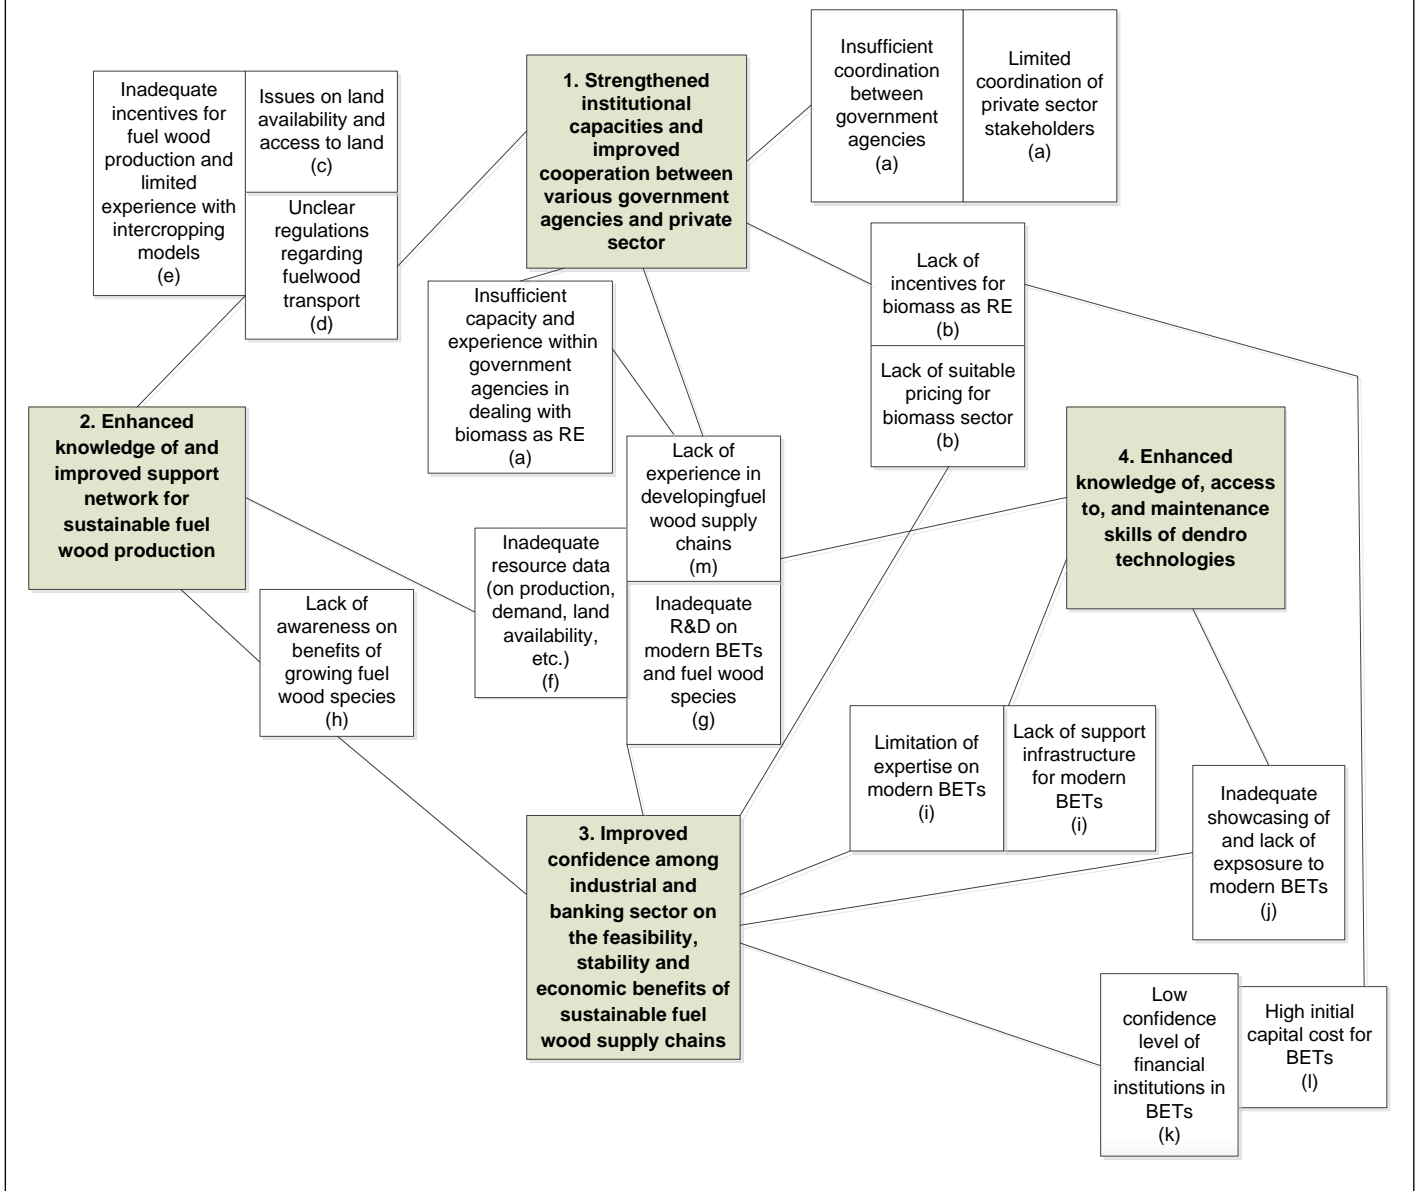 Insufficient
coordination
between
government
agencies
(a)
Limited
coordination of
private sector
stakeholders
(a)
1. Strengthened
institutional
capacities and
improved
cooperation between
various government
agencies and private
sector
Inadequate
incentives for
fuel wood
production and
limited
experience with
intercropping
models
(e)
Issues on land
availability and
access to land
(c)
Unclear
regulations
regarding
fuelwood
transport
(d)
Lack of
incentives for
biomass as RE
(b)
Lack of suitable
pricing for
biomass sector
(b)
Insufficient
capacity and
experience within
government
agencies in
dealing with
biomass as RE
(a)
2. Enhanced
knowledge of and
improved support
network for
sustainable fuel
wood production
4. Enhanced
knowledge of, access
to, and maintenance
skills of dendro
technologies
Lack of
experience in
developingfuel
wood supply
chains
(m)
Inadequate
resource data
(on production,
demand, land
availability,
etc.)
(f)
Inadequate
R&D on
modern BETs
and fuel wood
species
(g)
Lack of
awareness on
benefits of
growing fuel
wood species
(h)
Limitation of
expertise on
modern BETs
(i)
Lack of support
infrastructure
for modern
BETs
(i)
Inadequate
showcasing of
and lack of
expsosure to
modern BETs
(j)
3. Improved
confidence among
industrial and
banking sector on
the feasibility,
stability and
economic benefits of
sustainable fuel
wood supply chains
Low
confidence
level of
financial
institutions in
BETs
(k)
High initial
capital cost for
BETs
(l)